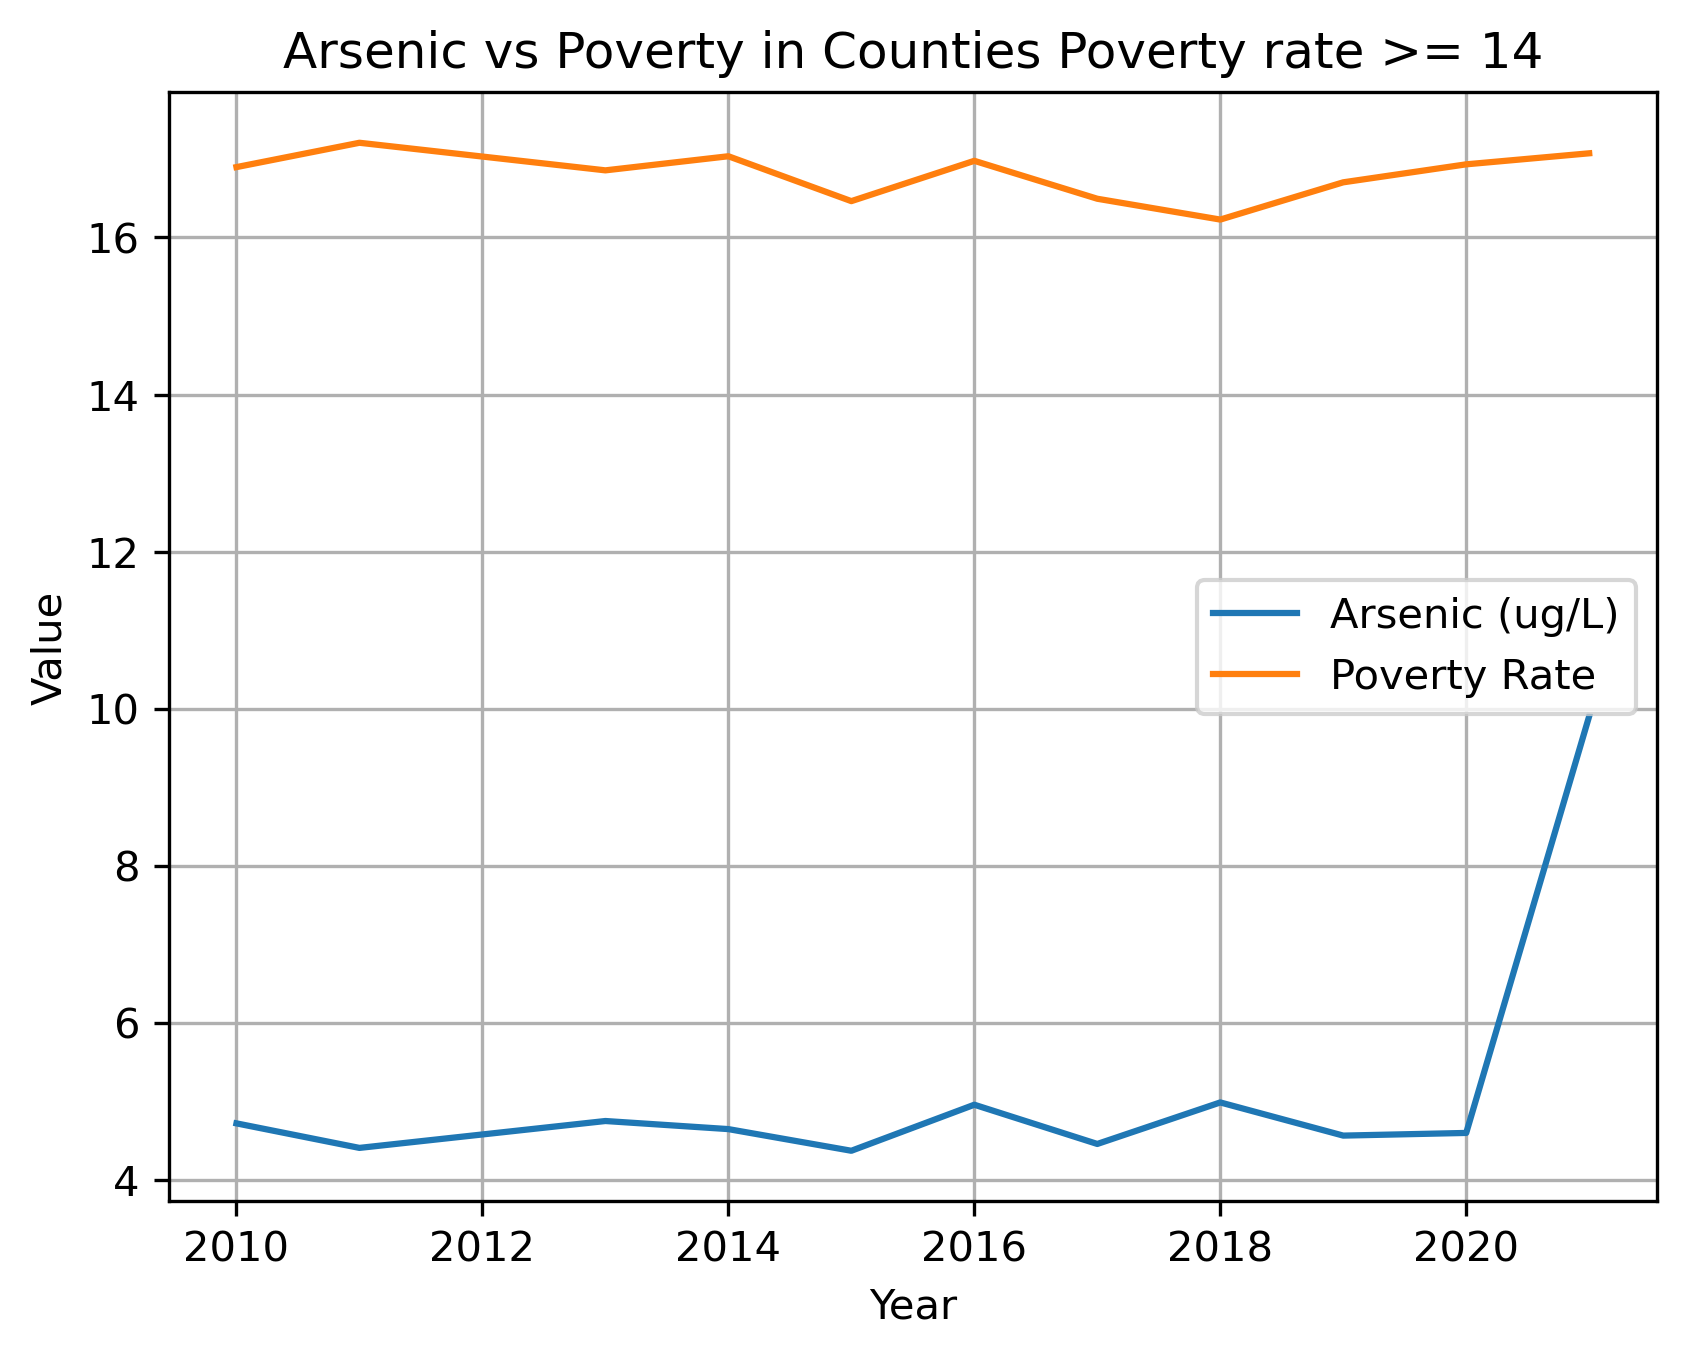 Arsenic vs Poverty in Counties Poverty rate >= 14
Value
16
14
12
10
8
6
4
Arsenic (ug/L)
Poverty Rate
2010 2012 2014 2016 2018 2020
Year